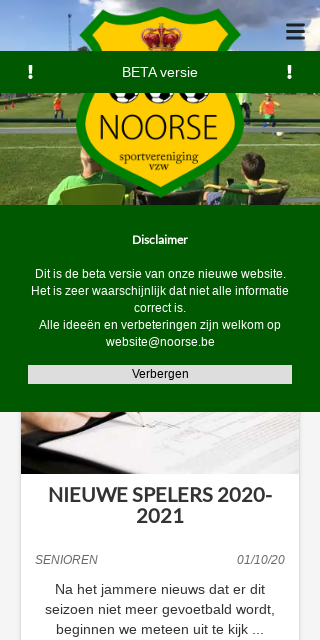 BETA versie
NOORSE
sportvereniging
vzw
Disclaimer
Dit is de beta versie van onze nieuwe website.
Het is zeer waarschijnlijk dat niet alle informatie
correct is.
Alle ideeën en verbeteringen zijn welkom op
website@noorse.be
Verbergen
NIEUWE SPELERS 2020-
2021
SENIOREN 01/10/20
Na het jammere nieuws dat er dit
seizoen niet meer gevoetbald wordt,
beginnen we meteen uit te kijk ...